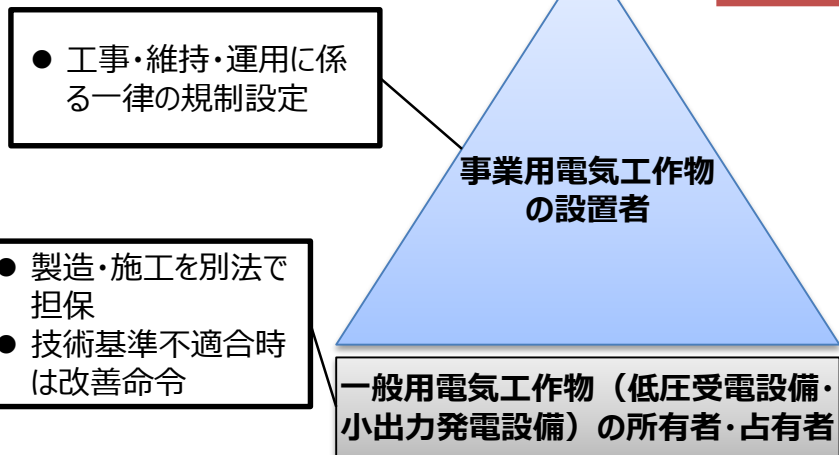 ● 工事・維持・運用に係
る一律の規制設定
事業用電気工作物
の設置者
● 製造・施工を別法で
担保
● 技術基準不適合時
は改善命令
一般用電気工作物（低圧受電設備・
小出力発電設備）の所有者・占有者